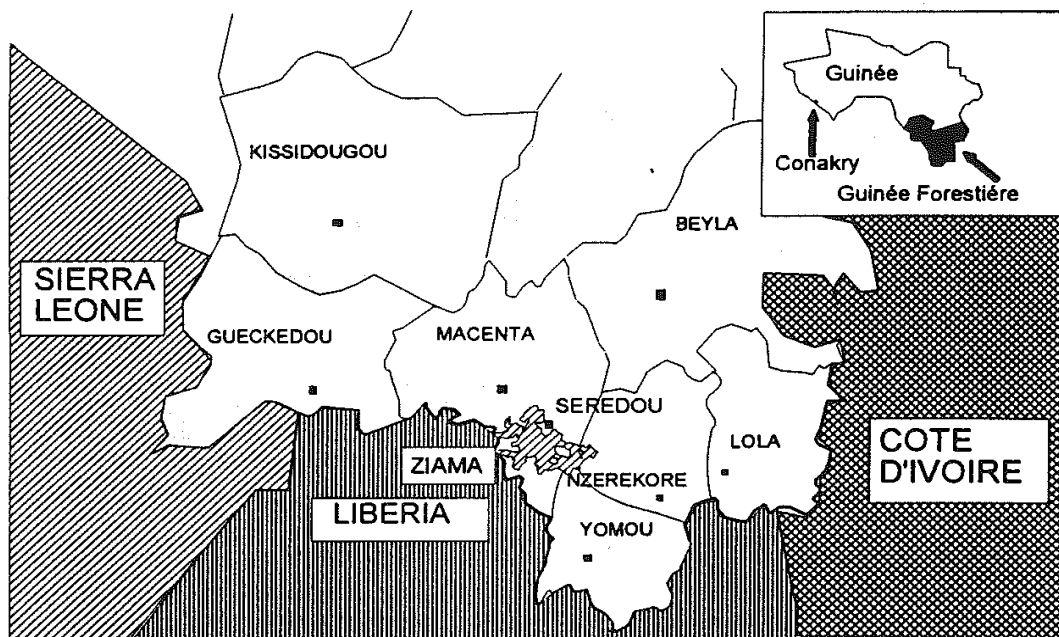 Guinée
Conakry
Guinée Forestiére
KISSIDOUGOU
BEYLA
SIERRA
LEONE
GUECKEDOU
MACENTA
SEREDOU
LOLA
COTE
D'IVOIRE
ZIAMA
NZEREKORE
LIBERIA
YOMOU